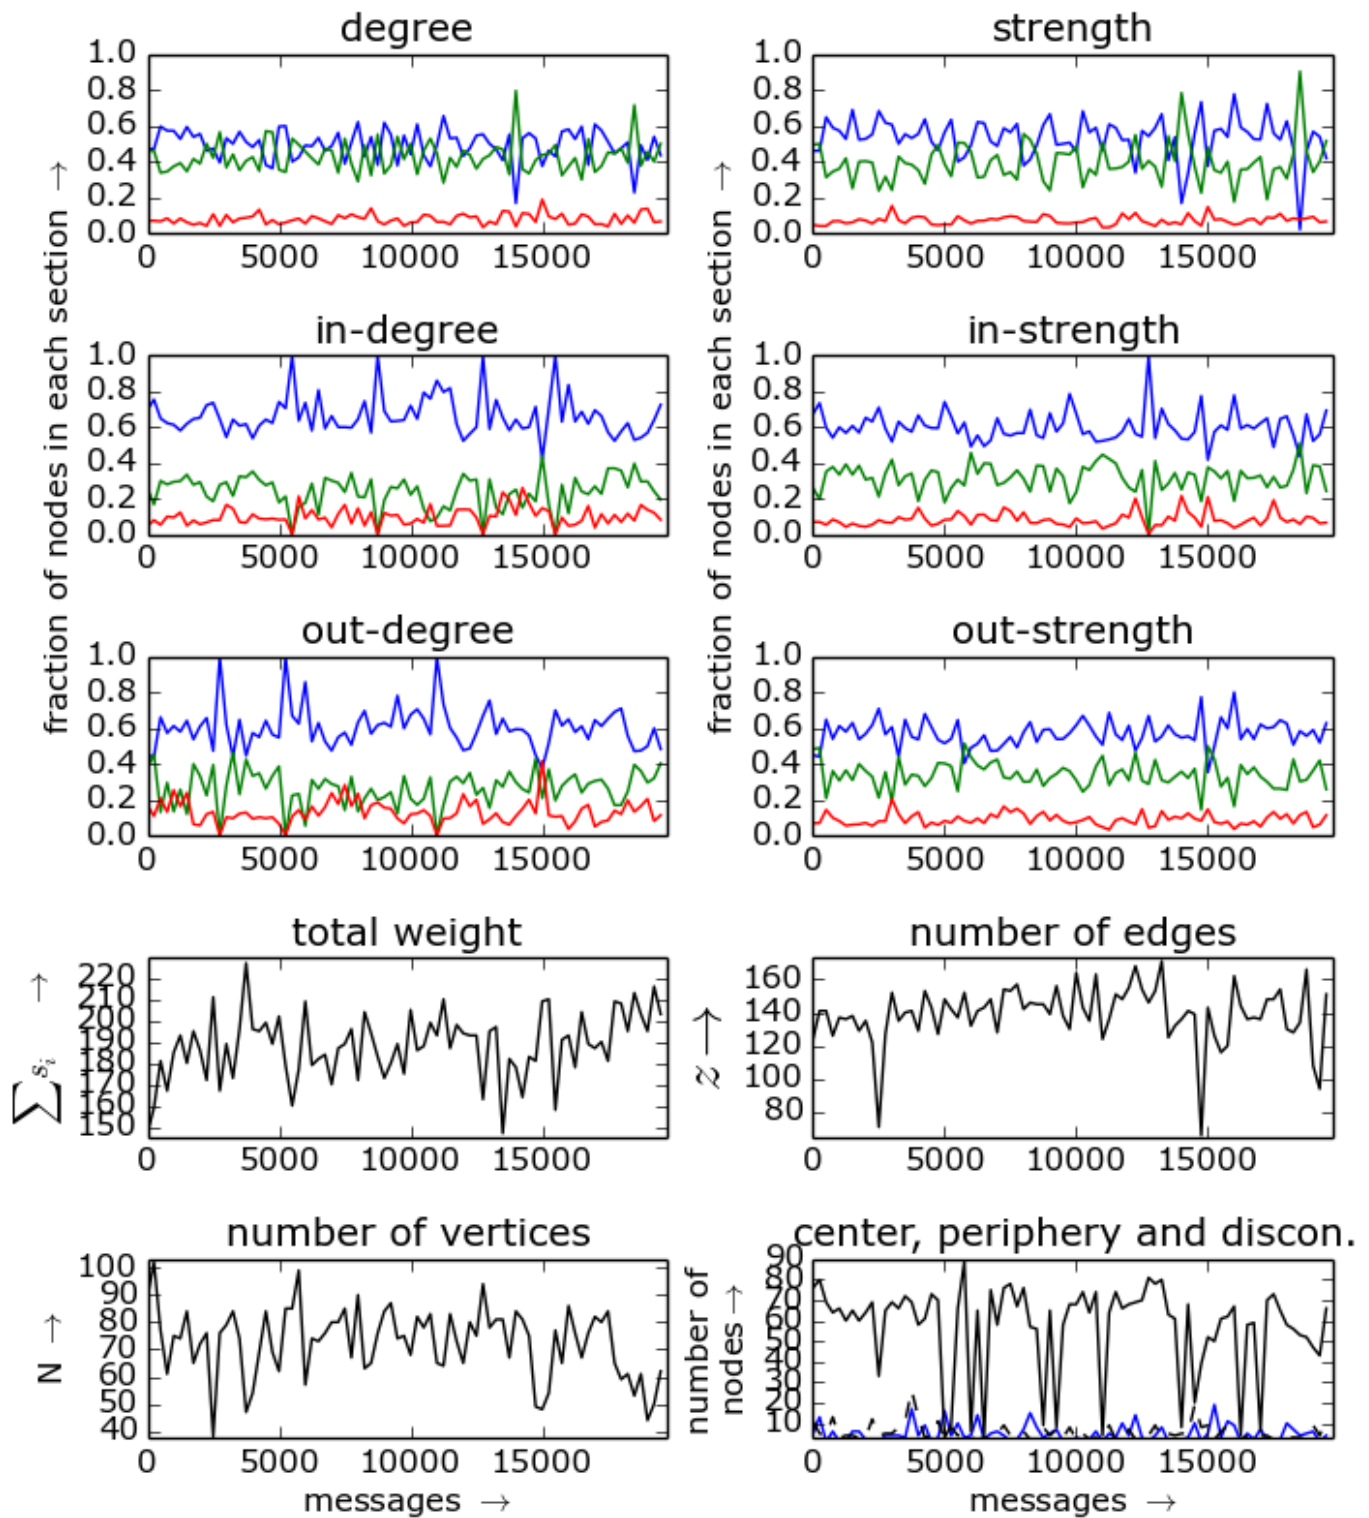 degree
1.0
0.8
0.6
0.4
0.2
0.0
0 5000 10000 15000
strength
1.0
0.8
0.6
0.4
0.2
0.0
0 5000 10000 15000
fraction of nodes in each section →
fraction of nodes in each section →
in-degree
1.0
0.8
0.6
0.4
0.2
0.0
0 5000 10000 15000
in-strength
1.0
0.8
0.6
0.4
0.2
0.0
0 5000 10000 15000
out-degree
1.0
0.8
0.6
0.4
0.2
0.0
0 5000 10000 15000
out-strength
1.0
0.8
0.6
0.4
0.2
0.0
0 5000 10000 15000
total weight
∑ s_i →
220
210
200
190
180
170
160
150
0 5000 10000 15000
number of edges
z →
160
140
120
100
80
0 5000 10000 15000
number of vertices
N →
100
90
80
70
60
50
40
0 5000 10000 15000
messages →
center, periphery and discon.
number of
nodes →
90
80
70
60
50
40
30
20
10
0 5000 10000 15000
messages →